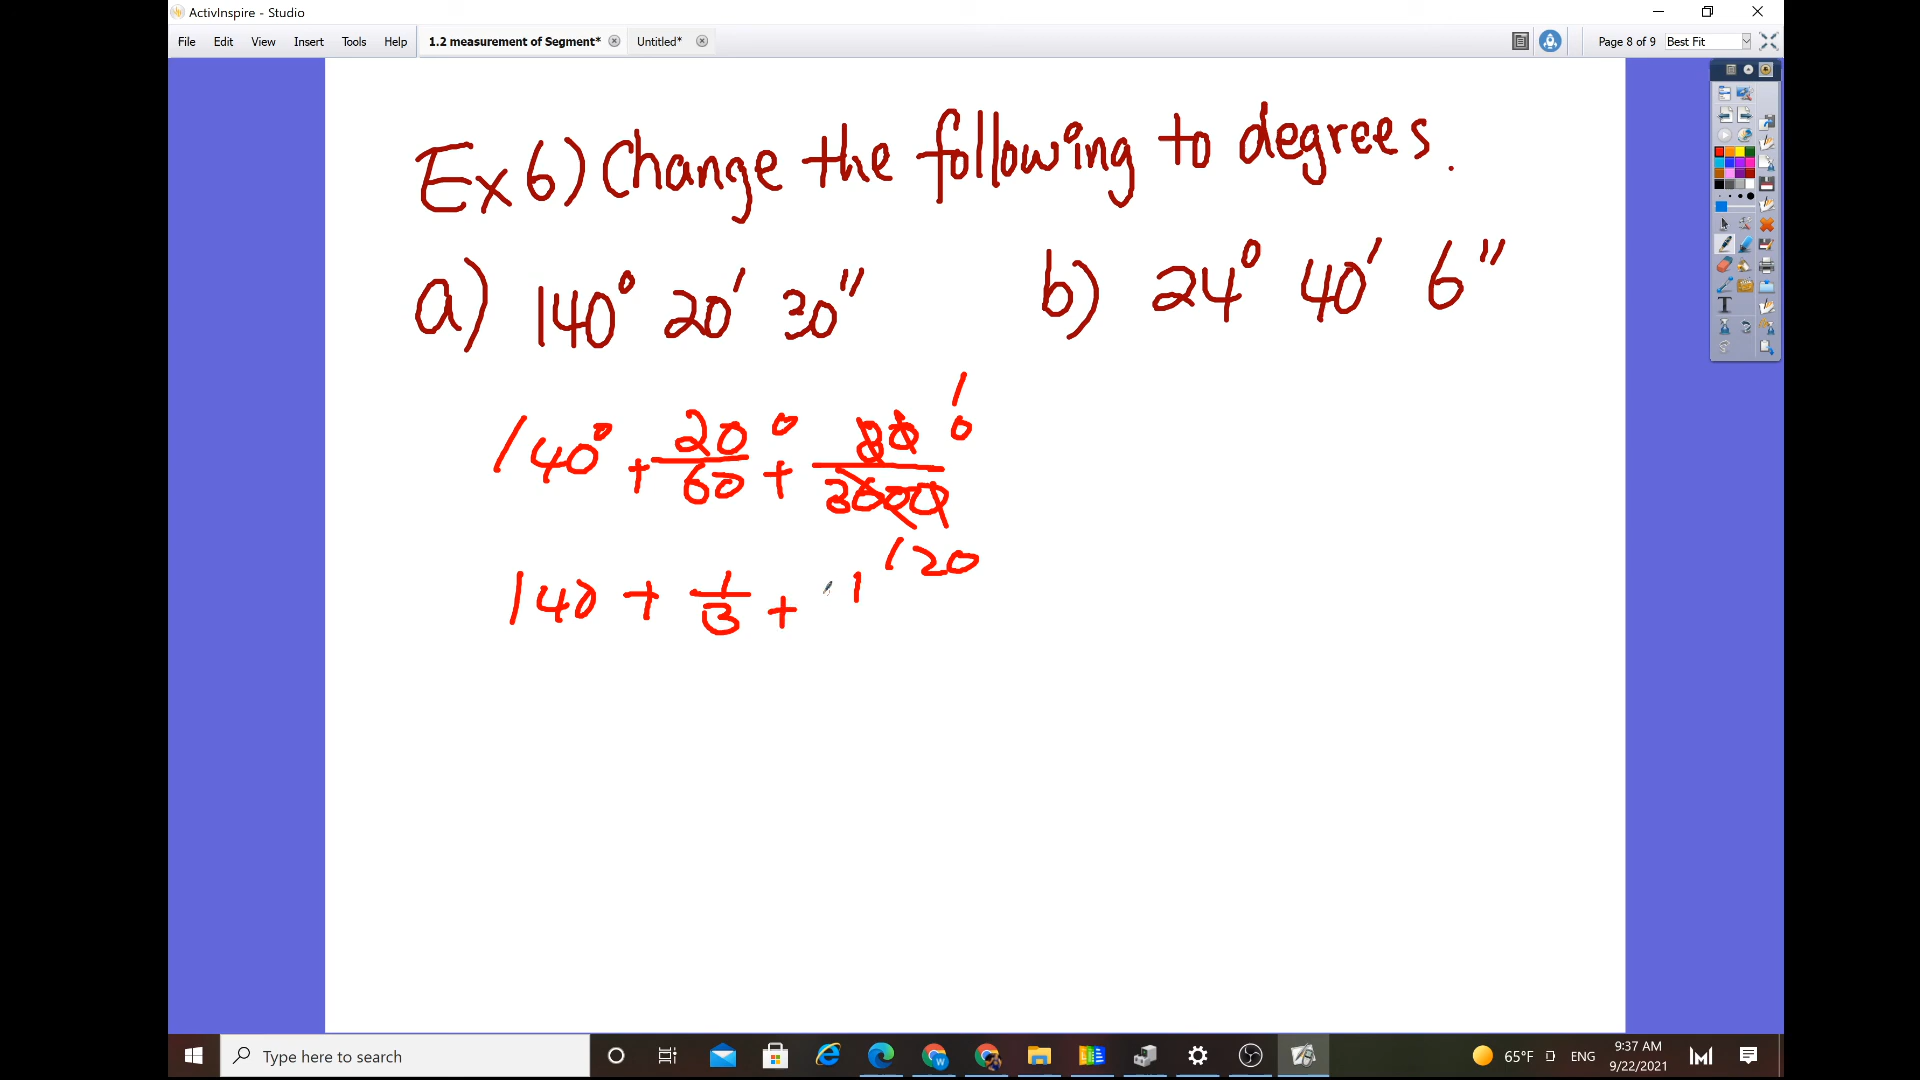 ActivInspire - Studio
File Edit View Insert Tools Help 1.2 measurement of Segment* Untitled* Page 8 of 9 Best Fit
Ex 6) Change the following to degrees.
a) 140° 20' 30" b) 24° 40' 6"
1
140° + 20/60° + 30/3600°
120
140 + 1/3 + 1
T
Type here to search 65°F ENG 9:37 AM
9/22/2021